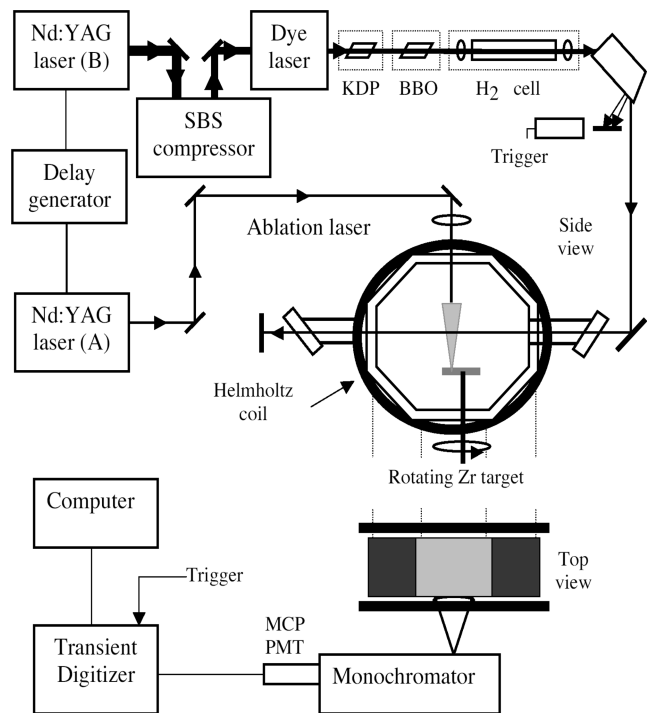 Nd:YAG
laser (B)
Dye
laser
KDP
BBO
H2 cell
SBS
compressor
Trigger
Delay
generator
Ablation laser
Side
view
Nd:YAG
laser (A)
Helmholtz
coil
Rotating Zr target
Computer
Top
view
Trigger
MCP
PMT
Transient
Digitizer
Monochromator